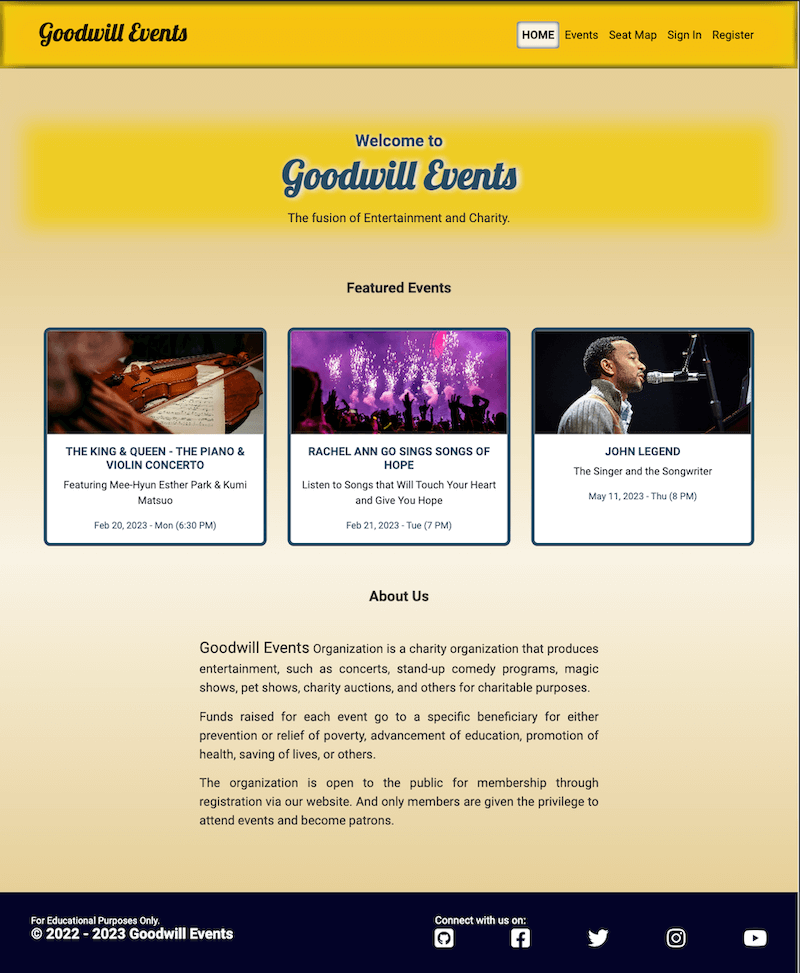 Goodwill Events
HOME Events Seat Map Sign In Register
Welcome to
Goodwill Events
The fusion of Entertainment and Charity.
Featured Events
THE KING & QUEEN - THE PIANO &
VIOLIN CONCERTO
Featuring Mee-Hyun Esther Park & Kumi
Matsuo
Feb 20, 2023 - Mon (6:30 PM)
RACHEL ANN GO SINGS SONGS OF
HOPE
Listen to Songs that Will Touch Your Heart
and Give You Hope
Feb 21, 2023 - Tue (7 PM)
JOHN LEGEND
The Singer and the Songwriter
May 11, 2023 - Thu (8 PM)
About Us
Goodwill Events Organization is a charity organization that produces
entertainment, such as concerts, stand-up comedy programs, magic
shows, pet shows, charity auctions, and others for charitable purposes.
Funds raised for each event go to a specific beneficiary for either
prevention or relief of poverty, advancement of education, promotion of
health, saving of lives, or others.
The organization is open to the public for membership through
registration via our website. And only members are given the privilege to
attend events and become patrons.
For Educational Purposes Only.
© 2022 - 2023 Goodwill Events
Connect with us on: